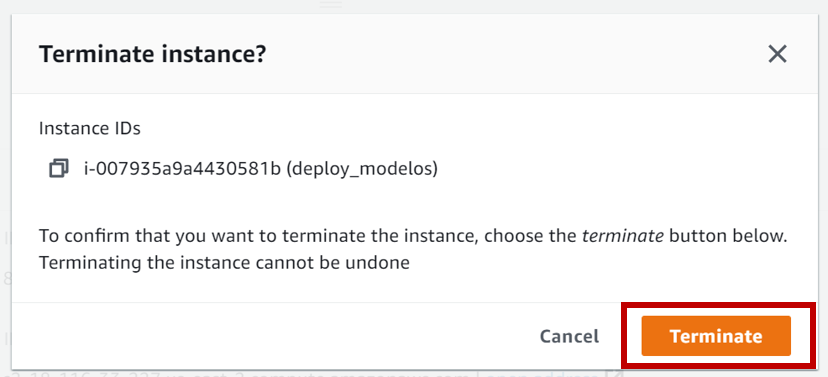 Terminate instance?
Instance IDs
i-007935a9a4430581b (deploy_modelos)
To confirm that you want to terminate the instance, choose the terminate button below.
Terminating the instance cannot be undone
Cancel
Terminate